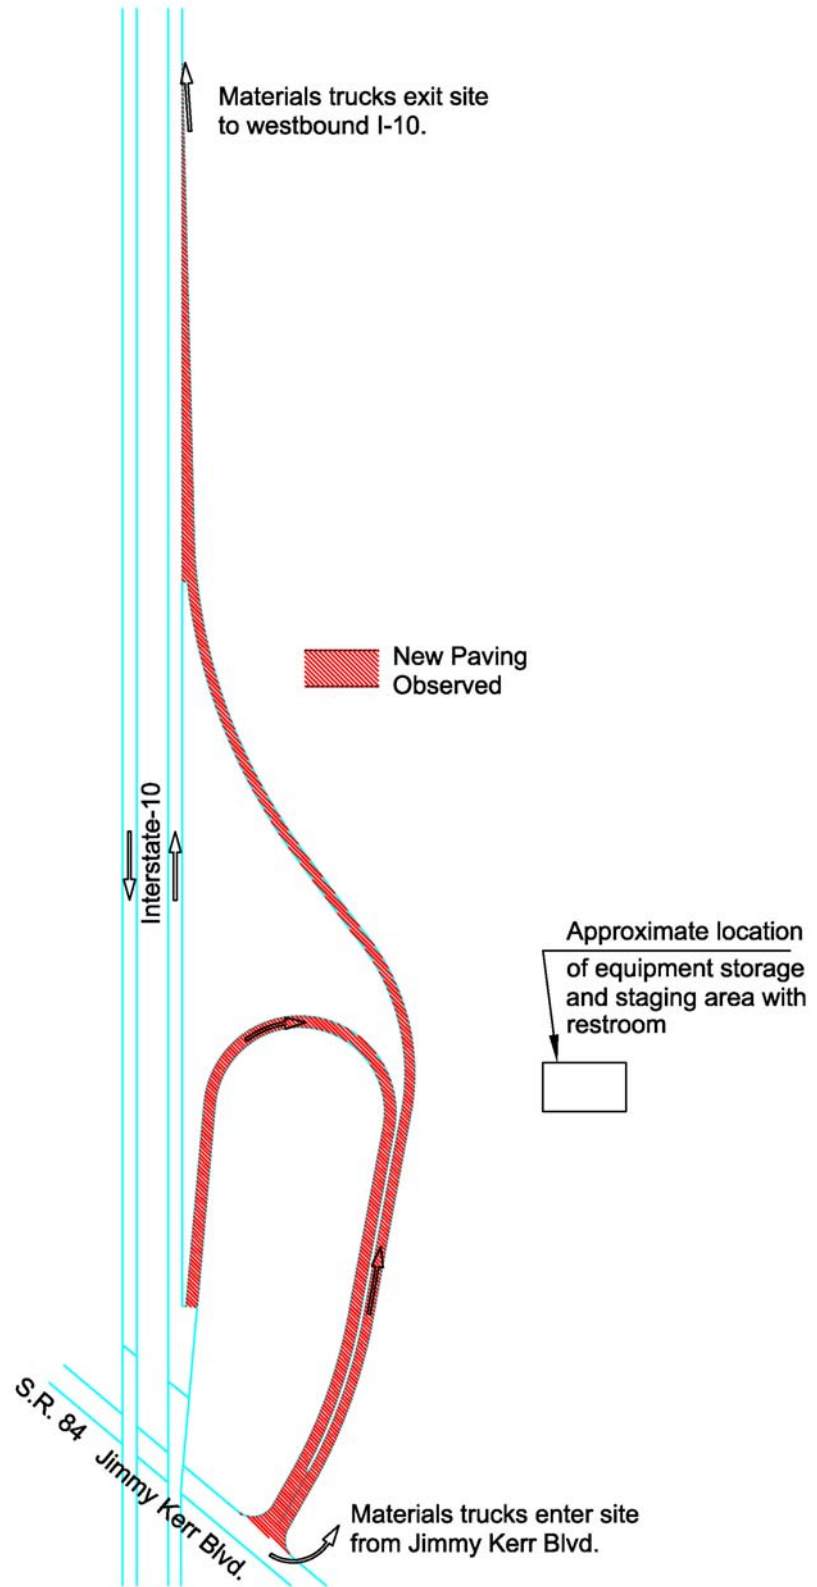 Materials trucks exit site
to westbound I-10.
New Paving
Observed
Interstate-10
Approximate location
of equipment storage
and staging area with
restroom
S.R. 84 Jimmy Kerr Blvd.
Materials trucks enter site
from Jimmy Kerr Blvd.